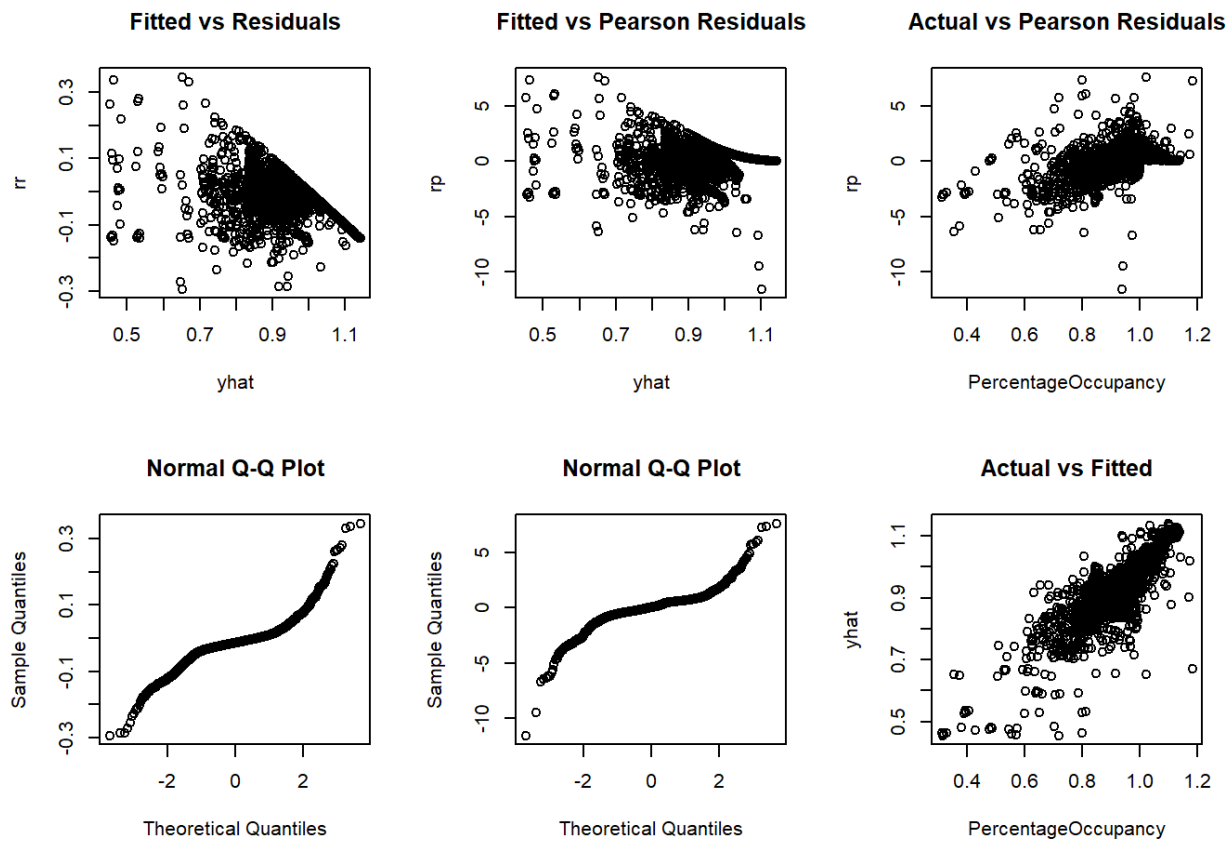 Fitted vs Residuals
rr
0.3
0.1
-0.1
-0.3
0.5 0.7 0.9 1.1
yhat
Fitted vs Pearson Residuals
rp
5
0
-5
-10
0.5 0.7 0.9 1.1
yhat
Actual vs Pearson Residuals
rp
5
0
-5
-10
0.4 0.6 0.8 1.0 1.2
PercentageOccupancy
Normal Q-Q Plot
Sample Quantiles
0.3
0.1
-0.1
-0.3
-2 0 2
Theoretical Quantiles
Normal Q-Q Plot
Sample Quantiles
5
0
-5
-10
-2 0 2
Theoretical Quantiles
Actual vs Fitted
yhat
1.1
0.9
0.7
0.5
0.4 0.6 0.8 1.0 1.2
PercentageOccupancy